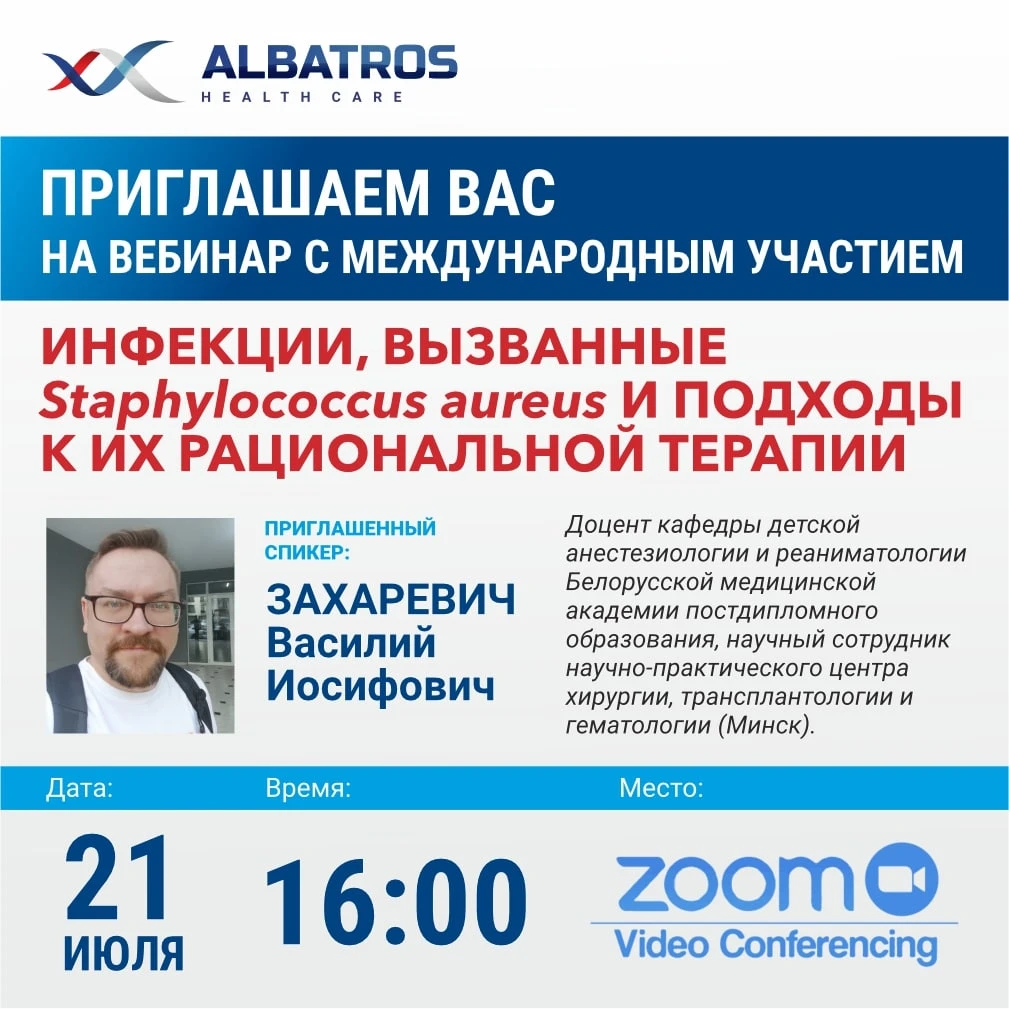 ALBATROS
HEALTH CARE
ПРИГЛАШАЕМ ВАС
НА ВЕБИНАР С МЕЖДУНАРОДНЫМ УЧАСТИЕМ
ИНФЕКЦИИ, ВЫЗВАННЫЕ
Staphylococcus aureus И ПОДХОДЫ
К ИХ РАЦИОНАЛЬНОЙ ТЕРАПИИ
ПРИГЛАШЕННЫЙ
СПИКЕР:
ЗАХАРЕВИЧ
Василий
Иосифович
Доцент кафедры детской
анестезиологии и реаниматологии
Белорусской медицинской
академии постдипломного
образования, научный сотрудник
научно-практического центра
хирургии, трансплантологии и
гематологии (Минск).
Дата:
21
ИЮЛЯ
Время:
16:00
Место:
zoom
Video Conferencing